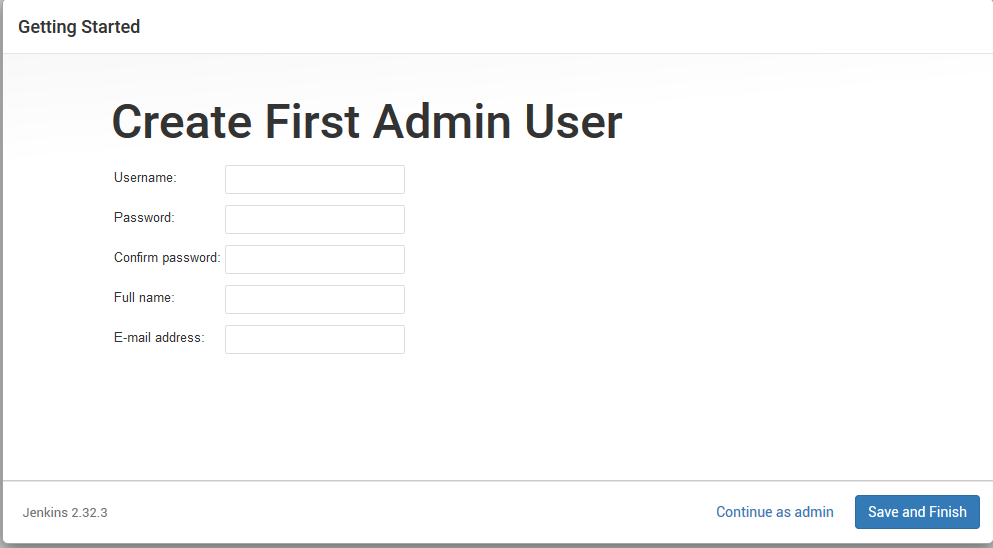 Getting Started
Create First Admin User
Username:
Password:
Confirm password:
Full name:
E-mail address:
Jenkins 2.32.3
Continue as admin
Save and Finish